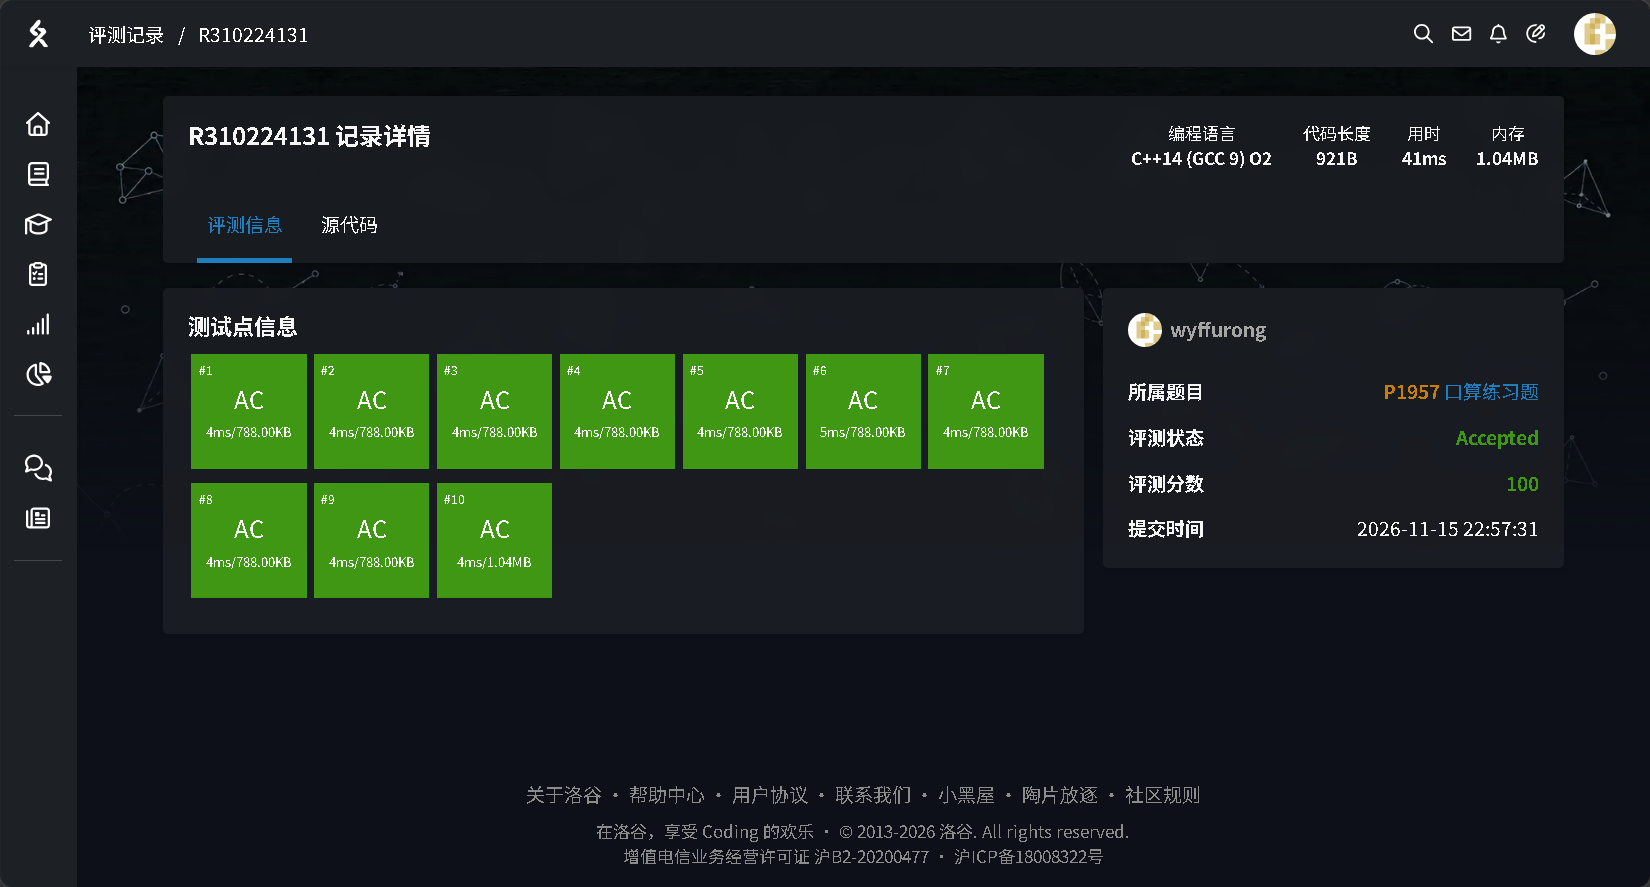 评测记录 / R310224131
R310224131 记录详情
编程语言 代码长度 用时 内存
C++14 (GCC 9) O2 921B 41ms 1.04MB
评测信息 源代码
测试点信息
#1 #2 #3 #4 #5 #6 #7
AC AC AC AC AC AC AC
4ms/788.00KB 4ms/788.00KB 4ms/788.00KB 4ms/788.00KB 4ms/788.00KB 5ms/788.00KB 4ms/788.00KB
#8 #9 #10
AC AC AC
4ms/788.00KB 4ms/788.00KB 4ms/1.04MB
wyffurong
所属题目 P1957 口算练习题
评测状态 Accepted
评测分数 100
提交时间 2026-11-15 22:57:31
关于洛谷 · 帮助中心 · 用户协议 · 联系我们 · 小黑屋 · 陶片放逐 · 社区规则
在洛谷，享受 Coding 的欢乐 · © 2013-2026 洛谷. All rights reserved.
增值电信业务经营许可证 沪B2-20200477 · 沪ICP备18008322号